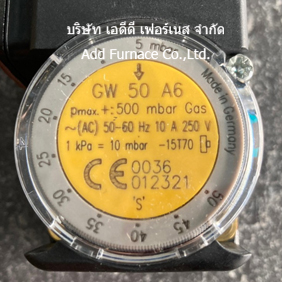 บริษัท เอดีดี เฟอร์เนส จำกัด
Add Furnace Co.,Ltd.
5 mbar
Made in Germany
GW 50 A6
pmax.+:500 mbar Gas
~(AC) 50-60 Hz 10 A 250 V
1 kPa = 10 mbar -15T70
CE 0036
012321
'S'
15
20
25
30
35
40
45
50